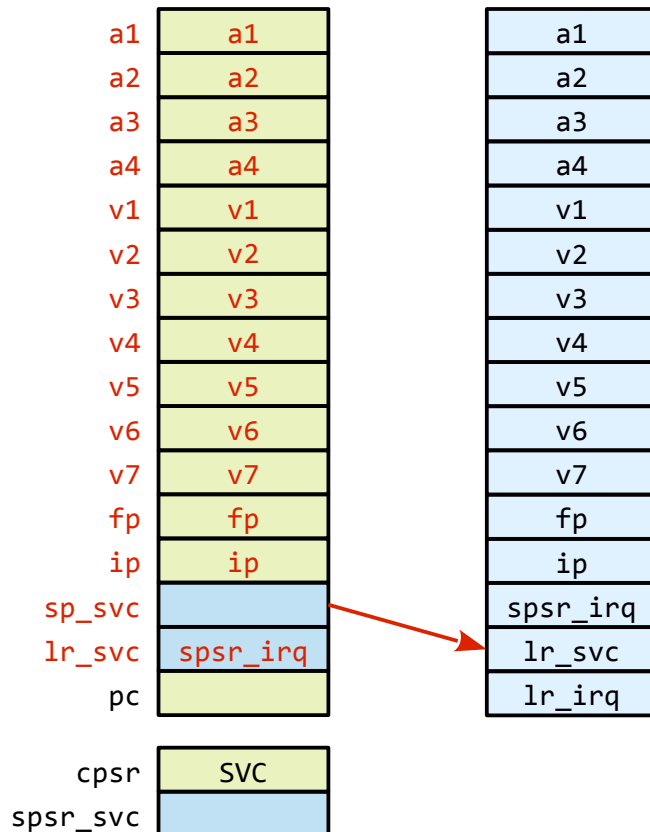 a1 a1 a1
a2 a2 a2
a3 a3 a3
a4 a4 a4
v1 v1 v1
v2 v2 v2
v3 v3 v3
v4 v4 v4
v5 v5 v5
v6 v6 v6
v7 v7 v7
fp fp fp
ip ip ip
sp_svc spsr_irq
lr_svc spsr_irq lr_svc
pc lr_irq
cpsr SVC
spsr_svc